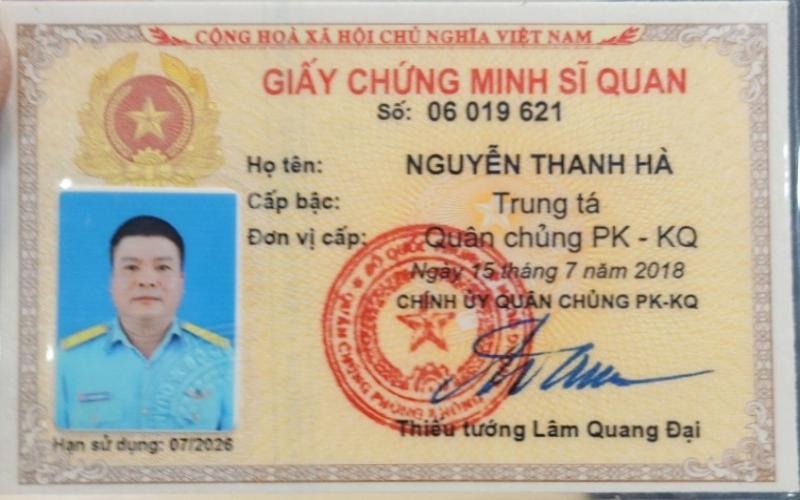 CỘNG HOÀ XÃ HỘI CHỦ NGHĨA VIỆT NAM
GIẤY CHỨNG MINH SĨ QUAN
Số: 06 019 621
Họ tên: NGUYỄN THANH HÀ
Cấp bậc: Trung tá
Đơn vị cấp: Quân chủng PK - KQ
Ngày 15 tháng 7 năm 2018
CHÍNH ỦY QUÂN CHỦNG PK-KQ
Thiếu tướng Lâm Quang Đại
Hạn sử dụng: 07/2026